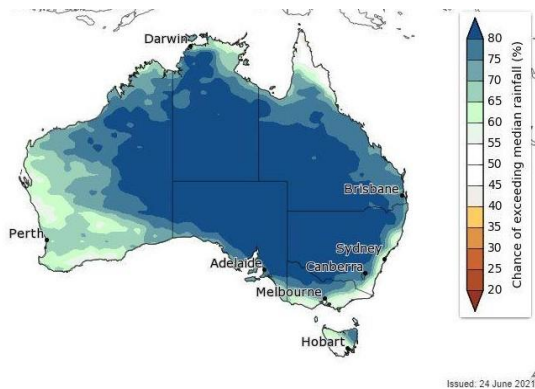 Darwin
Brisbane
Perth
Sydney
Adelaide
Canberra
Melbourne
Hobart
80
75
70
65
60
55
50
45
40
35
30
25
20
Chance of exceeding median rainfall (%)
Issued: 24 June 2021